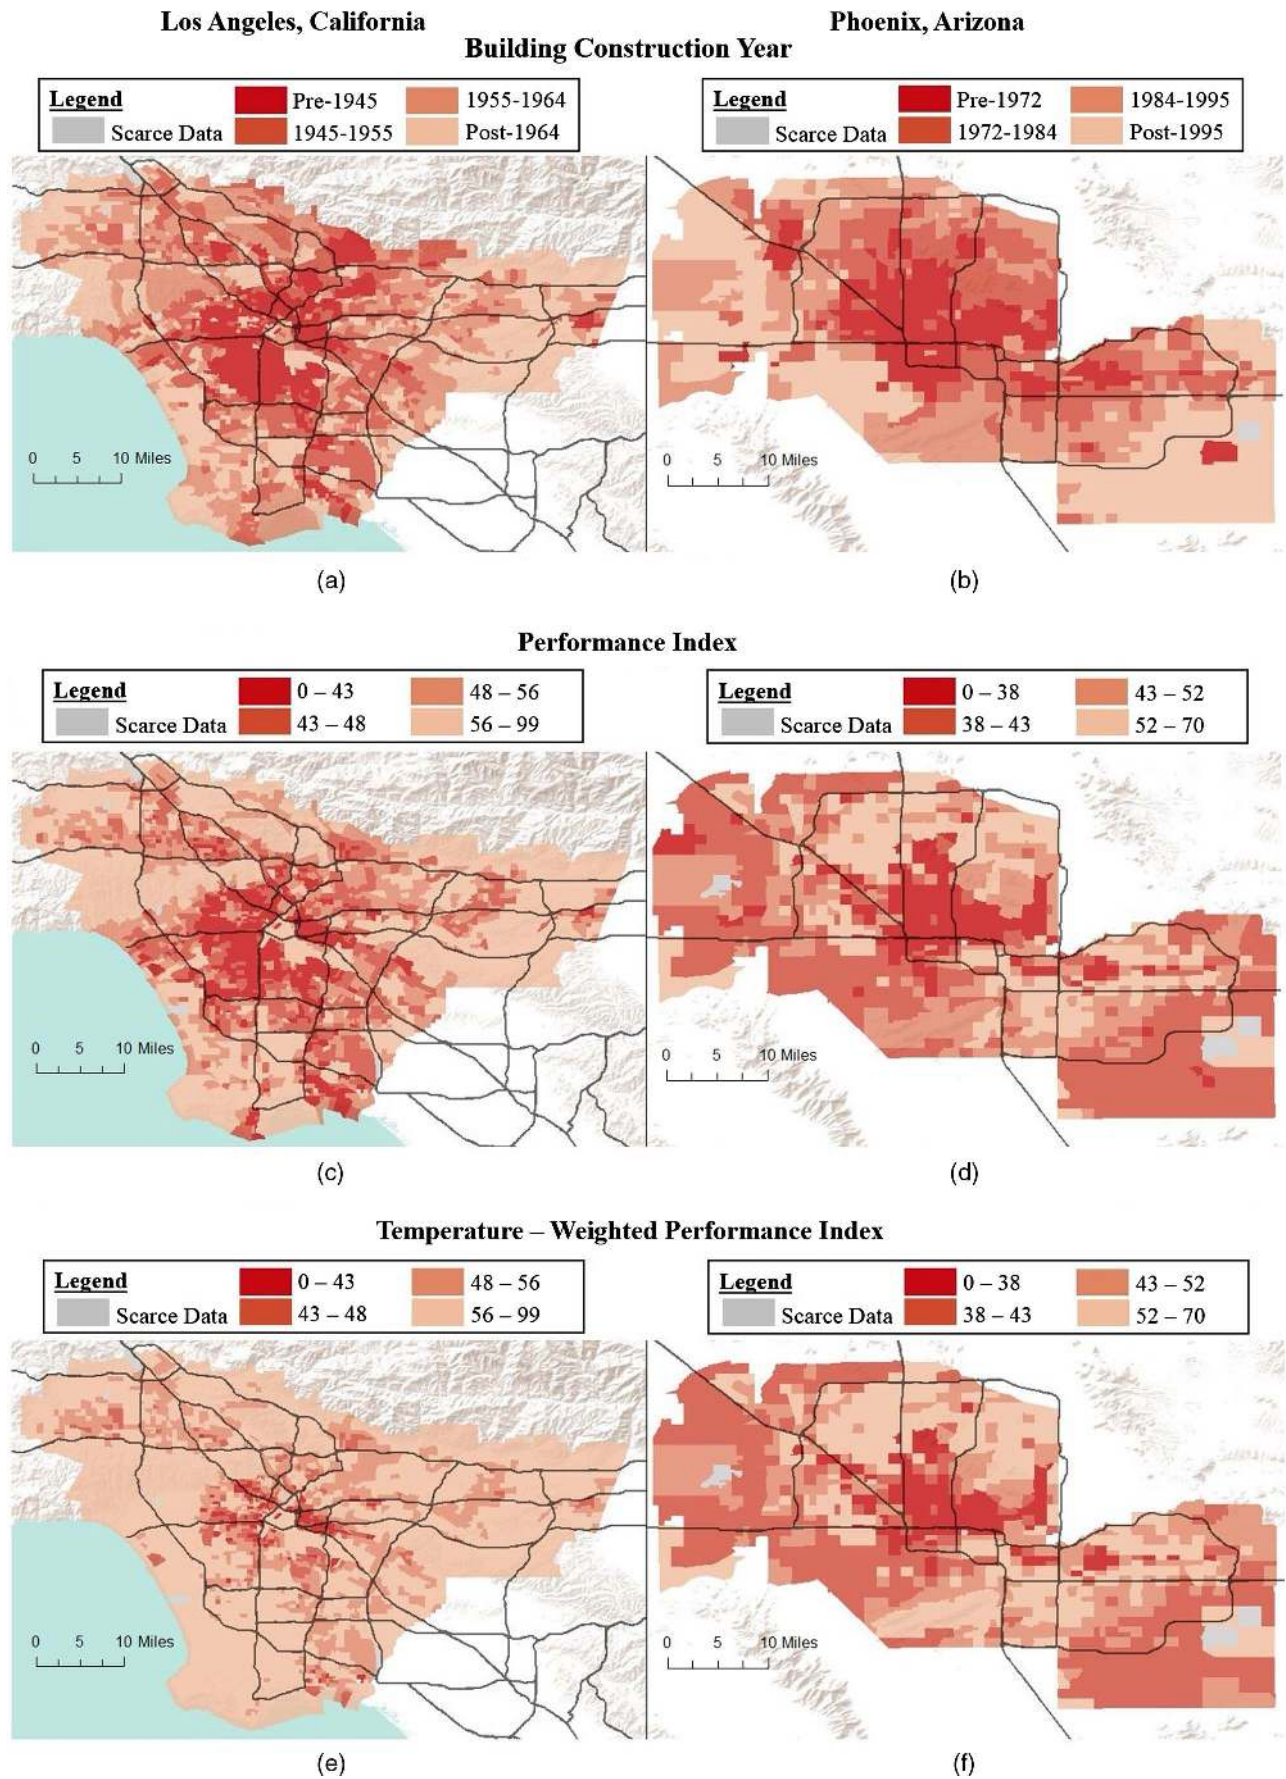 Los Angeles, California Phoenix, Arizona
Building Construction Year
Legend Pre-1945 1955-1964
Scarce Data 1945-1955 Post-1964
Legend Pre-1972 1984-1995
Scarce Data 1972-1984 Post-1995
0 5 10 Miles
0 5 10 Miles
(a) (b)
Performance Index
Legend 0 – 43 48 – 56
Scarce Data 43 – 48 56 – 99
Legend 0 – 38 43 – 52
Scarce Data 38 – 43 52 – 70
0 5 10 Miles
0 5 10 Miles
(c) (d)
Temperature – Weighted Performance Index
Legend 0 – 43 48 – 56
Scarce Data 43 – 48 56 – 99
Legend 0 – 38 43 – 52
Scarce Data 38 – 43 52 – 70
0 5 10 Miles
0 5 10 Miles
(e) (f)